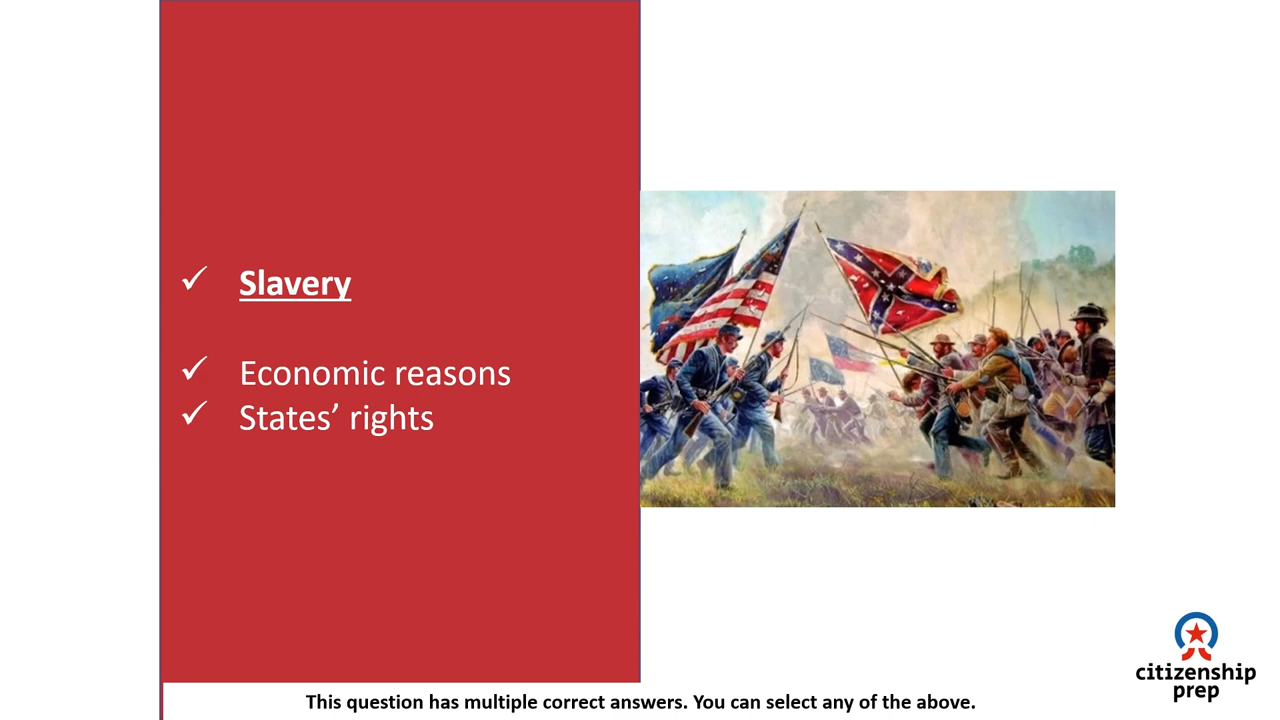 Slavery
Economic reasons
States’ rights
citizenship
prep
This question has multiple correct answers. You can select any of the above.